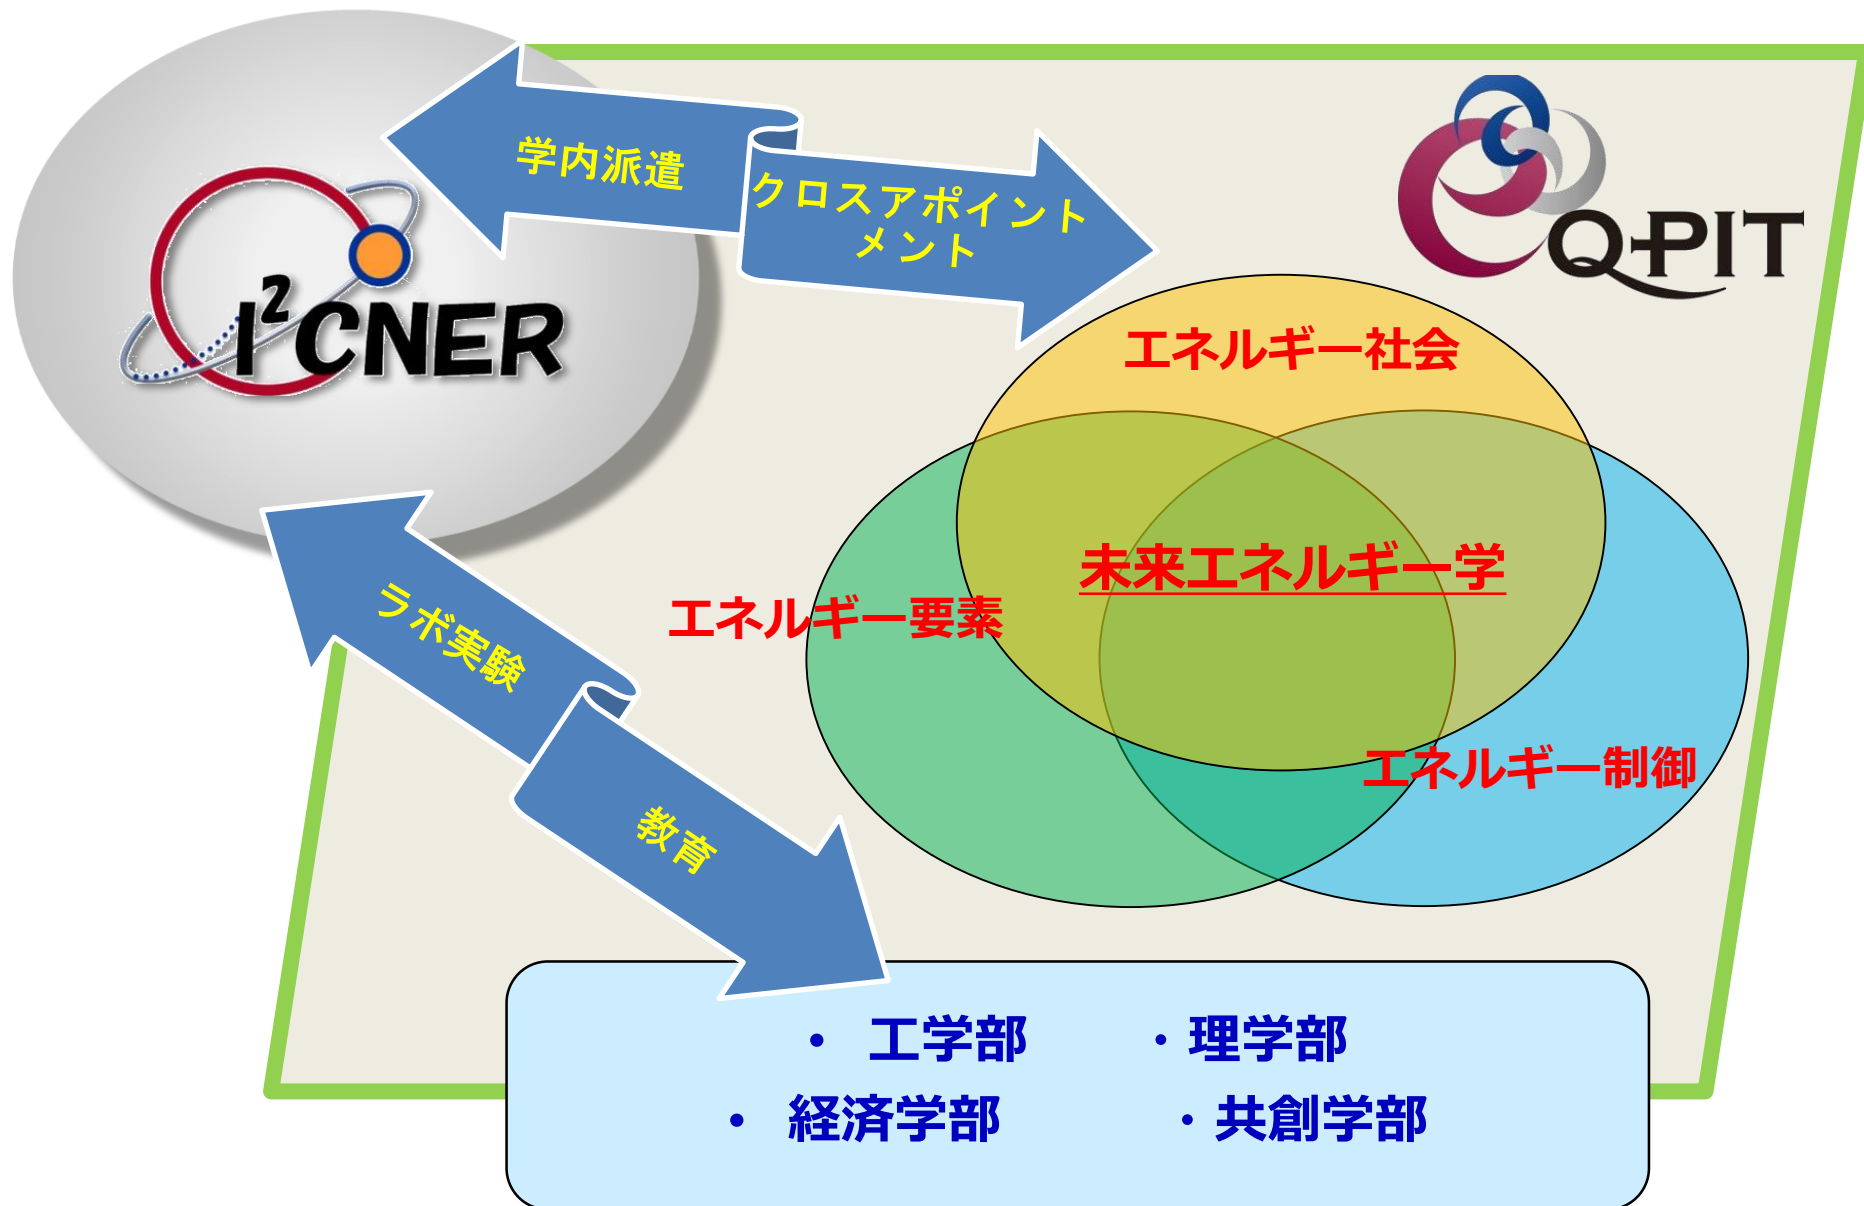 学内派遣
クロスアポイント
メント
Q-PIT
I²CNER
エネルギー社会
未来エネルギー学
エネルギー要素
エネルギー制御
ラボ実験
教育
• 工学部 ・理学部
• 経済学部 ・共創学部